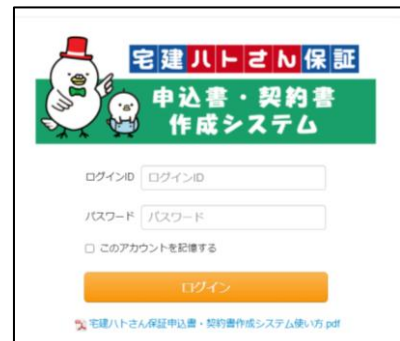 宅建ハトさん保証
申込書・契約書
作成システム
ログインID ログインID
パスワード パスワード
このアカウントを記憶する
ログイン
宅建ハトさん保証申込書・契約書作成システム使い方.pdf